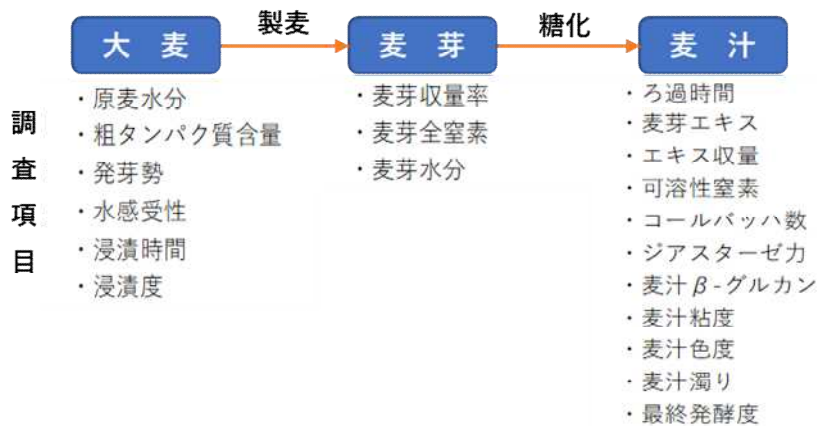 大麦
製麦
麦芽
糖化
麦汁
調査項目
・原麦水分
・粗タンパク質含量
・発芽勢
・水感受性
・浸漬時間
・浸漬度
・麦芽収量率
・麦芽全窒素
・麦芽水分
・ろ過時間
・麦芽エキス
・エキス収量
・可溶性窒素
・コールバッハ数
・ジアスターゼ力
・麦汁β-グルカン
・麦汁粘度
・麦汁色度
・麦汁濁り
・最終発酵度